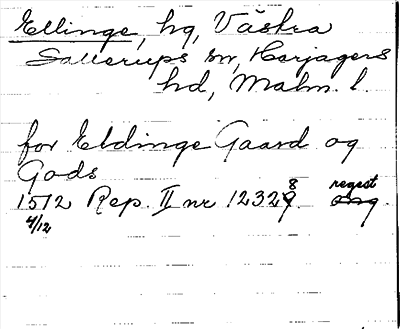 Ellinge, hg, Västra
Sallerups sn, Harjagers
hd, Malm. l.
for Eldinge Gaard og
Gods
1512 Rep. II nr 12328. regest
4/12